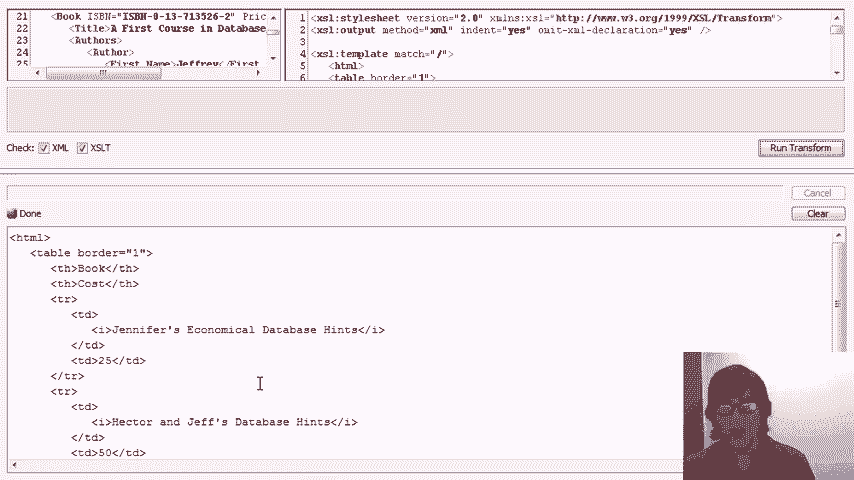 21 <Book ISBN="ISBN-0-13-713526-2" Pric
22 <Title>A First Course in Database
23 <Authors>
24 <Author>
25 <First_Name>Jeffrey</First
1 <xsl:stylesheet version="2.0" xmlns:xsl="http://www.w3.org/1999/XSL/Transform">
2 <xsl:output method="xml" indent="yes" omit-xml-declaration="yes" />
3
4 <xsl:template match="/">
5 <html>
6 <table border="1">
Check: XML XSLT
Run Transform
Cancel
Done
Clear
<html>
<table border="1">
<th>Book</th>
<th>Cost</th>
<tr>
<td>
<i>Jennifer's Economical Database Hints</i>
</td>
<td>25</td>
</tr>
<tr>
<td>
<i>Hector and Jeff's Database Hints</i>
</td>
<td>50</td>